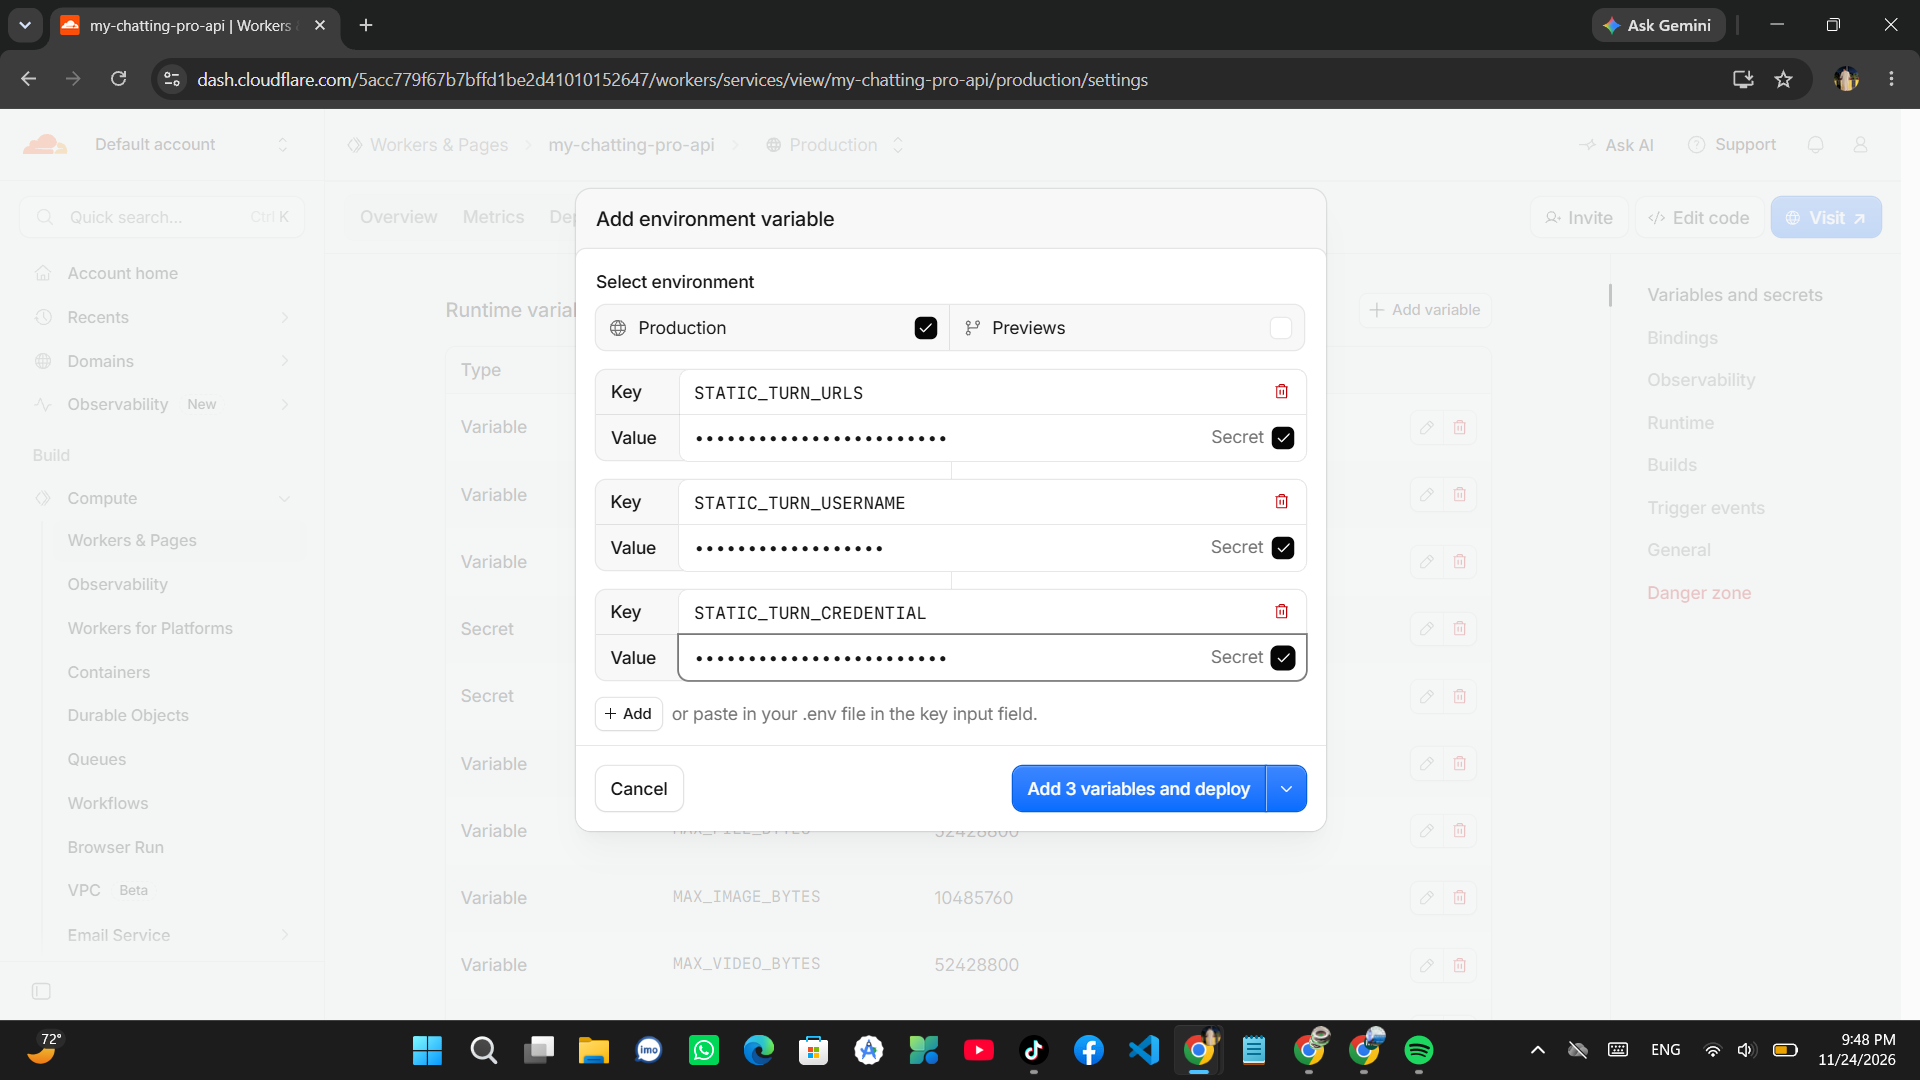 my-chatting-pro-api | Workers
Ask Gemini
dash.cloudflare.com/5acc779f67b7bffd1be2d41010152647/workers/services/view/my-chatting-pro-api/production/settings
Default account
Workers & Pages
my-chatting-pro-api
Production
Ask AI
Support
Quick search...
Ctrl K
Overview
Metrics
Invite
Edit code
Visit
Add environment variable
Account home
Recents
Domains
Observability New
Build
Compute
Workers & Pages
Observability
Workers for Platforms
Containers
Durable Objects
Queues
Workflows
Browser Run
VPC Beta
Email Service
Add variable
Type
Variable
Variable
Variable
Secret
Secret
Variable
Variable
Variable MAX_IMAGE_BYTES 10485760
Variable MAX_VIDEO_BYTES 52428800
Select environment
Production
Previews
Key STATIC_TURN_URLS
Value •••••••••••••••••••••••• Secret
Key STATIC_TURN_USERNAME
Value •••••••••••••••••• Secret
Key STATIC_TURN_CREDENTIAL
Value •••••••••••••••••••••••• Secret
Add or paste in your .env file in the key input field.
Cancel
Add 3 variables and deploy
Variables and secrets
Bindings
Observability
Runtime
Builds
Trigger events
General
Danger zone
72°
imo
ENG
9:48 PM
11/24/2026